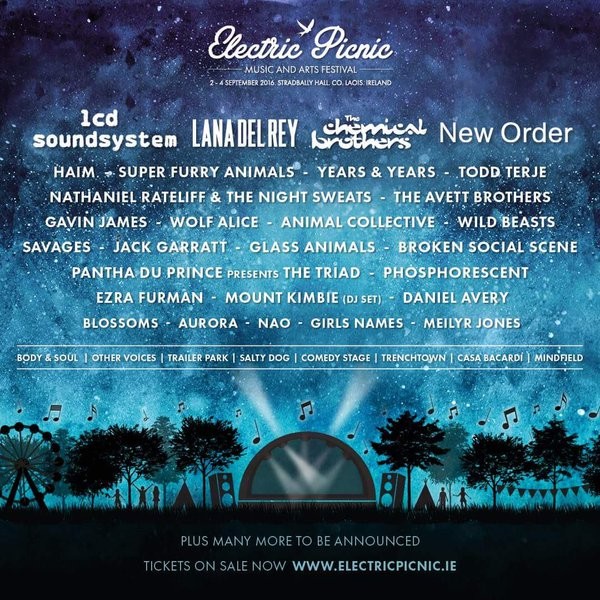 Electric Picnic
MUSIC AND ARTS FESTIVAL
2 - 4 SEPTEMBER 2016. STRADBALLY HALL, CO. LAOIS, IRELAND
lcd soundsystem LANA DEL REY The chemical brothers New Order
HAIM - SUPER FURRY ANIMALS - YEARS & YEARS - TODD TERJE
NATHANIEL RATELIFF & THE NIGHT SWEATS - THE AVETT BROTHERS
GAVIN JAMES - WOLF ALICE - ANIMAL COLLECTIVE - WILD BEASTS
SAVAGES - JACK GARRATT - GLASS ANIMALS - BROKEN SOCIAL SCENE
PANTHA DU PRINCE PRESENTS THE TRIAD - PHOSPHORESCENT
EZRA FURMAN - MOUNT KIMBIE (DJ SET) - DANIEL AVERY
BLOSSOMS - AURORA - NAO - GIRLS NAMES - MEILYR JONES
BODY & SOUL | OTHER VOICES | TRAILER PARK | SALTY DOG | COMEDY STAGE | TRENCHTOWN | CASA BACARDÍ | MINDFIELD
PLUS MANY MORE TO BE ANNOUNCED
TICKETS ON SALE NOW WWW.ELECTRICPICNIC.IE